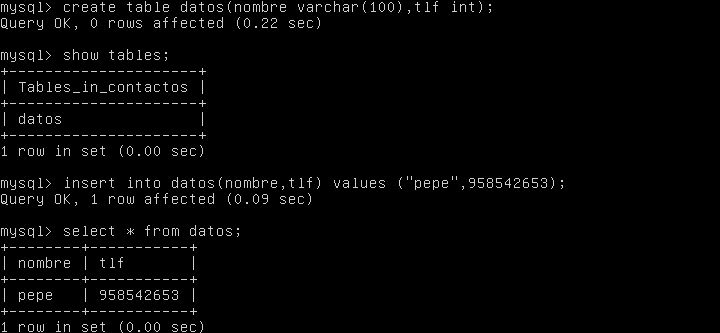 mysql> create table datos(nombre varchar(100),tlf int);
Query OK, 0 rows affected (0.22 sec)
mysql> show tables;
+---------------------+
| Tables_in_contactos |
+---------------------+
| datos               |
+---------------------+
1 row in set (0.00 sec)
mysql> insert into datos(nombre,tlf) values ("pepe",958542653);
Query OK, 1 row affected (0.09 sec)
mysql> select * from datos;
+--------+-----------+
| nombre | tlf       |
+--------+-----------+
| pepe   | 958542653 |
+--------+-----------+
1 row in set (0.00 sec)